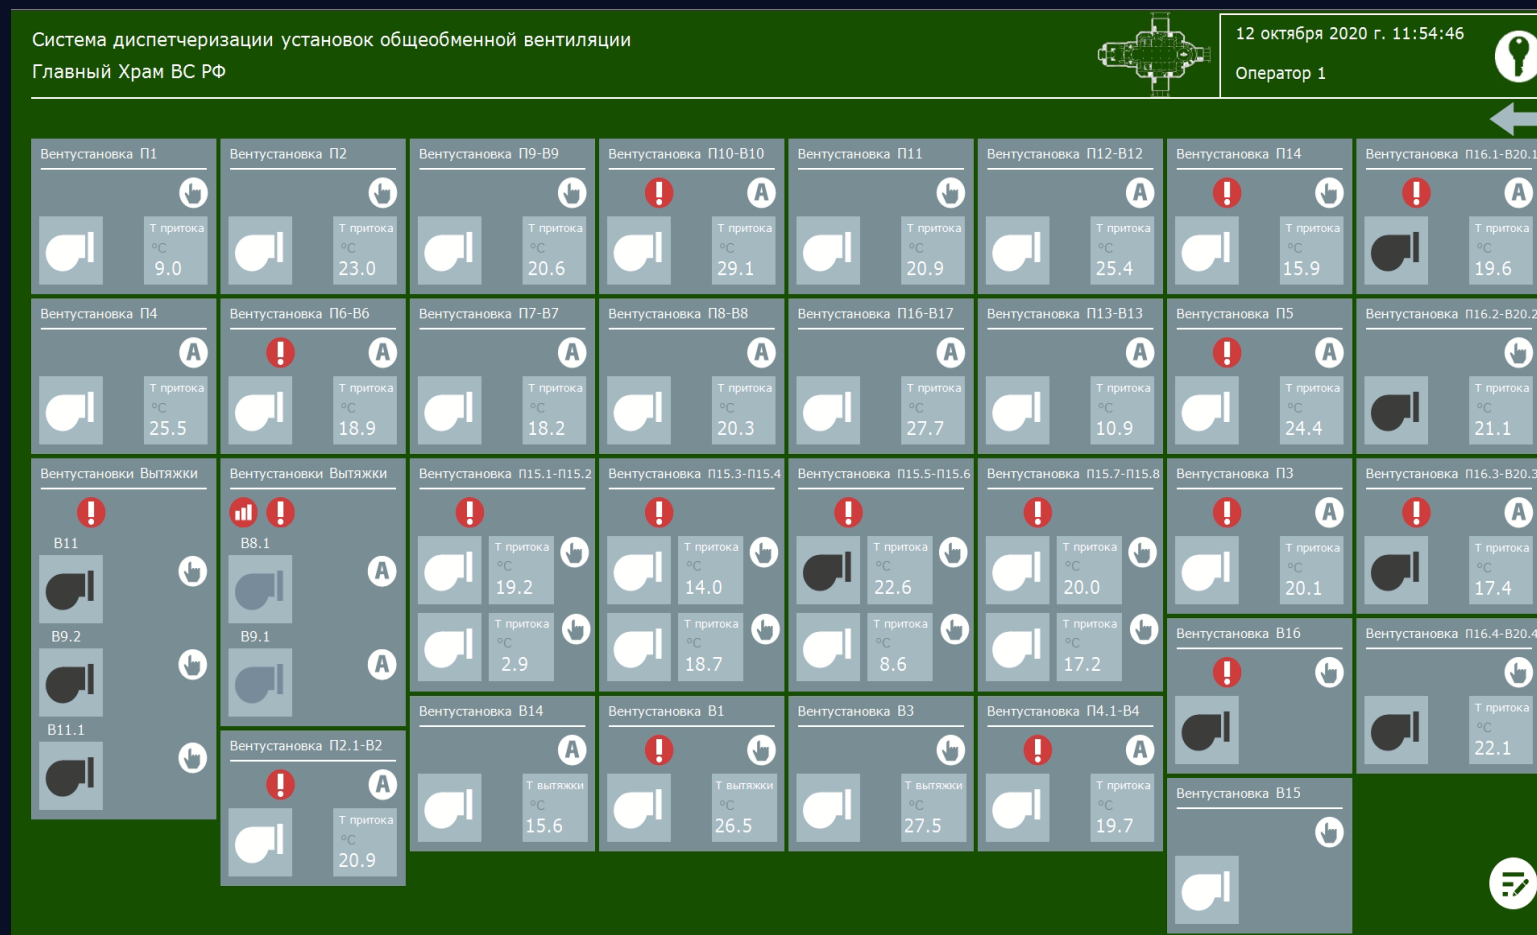 Система диспетчеризации установок общеобменной вентиляции
Главный Храм ВС РФ
12 октября 2020 г. 11:54:46
Оператор 1
Вентустановка П1
Т притока
°C
9.0
Вентустановка П2
Т притока
°C
23.0
Вентустановка П9-В9
Т притока
°C
20.6
Вентустановка П10-В10
A
Т притока
°C
29.1
Вентустановка П11
Т притока
°C
20.9
Вентустановка П12-В12
A
Т притока
°C
25.4
Вентустановка П14
Т притока
°C
15.9
Вентустановка П16.1-В20.1
A
Т притока
°C
19.6
Вентустановка П4
A
Т притока
°C
25.5
Вентустановка П6-В6
A
Т притока
°C
18.9
Вентустановка П7-В7
A
Т притока
°C
18.2
Вентустановка П8-В8
A
Т притока
°C
20.3
Вентустановка П16-В17
A
Т притока
°C
27.7
Вентустановка П13-В13
A
Т притока
°C
10.9
Вентустановка П5
A
Т притока
°C
24.4
Вентустановка П16.2-В20.2
Т притока
°C
21.1
Вентустановки Вытяжки
В11
В9.2
В11.1
Вентустановки Вытяжки
В8.1
A
В9.1
A
Вентустановка П15.1-П15.2
Т притока
°C
19.2
Т притока
°C
2.9
Вентустановка П15.3-П15.4
Т притока
°C
14.0
Т притока
°C
18.7
Вентустановка П15.5-П15.6
Т притока
°C
22.6
Т притока
°C
8.6
Вентустановка П15.7-П15.8
Т притока
°C
20.0
Т притока
°C
17.2
Вентустановка П3
A
Т притока
°C
20.1
Вентустановка П16.3-В20.3
A
Т притока
°C
17.4
Вентустановка В16
Вентустановка П16.4-В20.4
Т притока
°C
22.1
Вентустановка П2.1-В2
A
Т притока
°C
20.9
Вентустановка В14
A
Т вытяжки
°C
15.6
Вентустановка В1
Т вытяжки
°C
26.5
Вентустановка В3
Т вытяжки
°C
27.5
Вентустановка П4.1-В4
A
Т притока
°C
19.7
Вентустановка В15